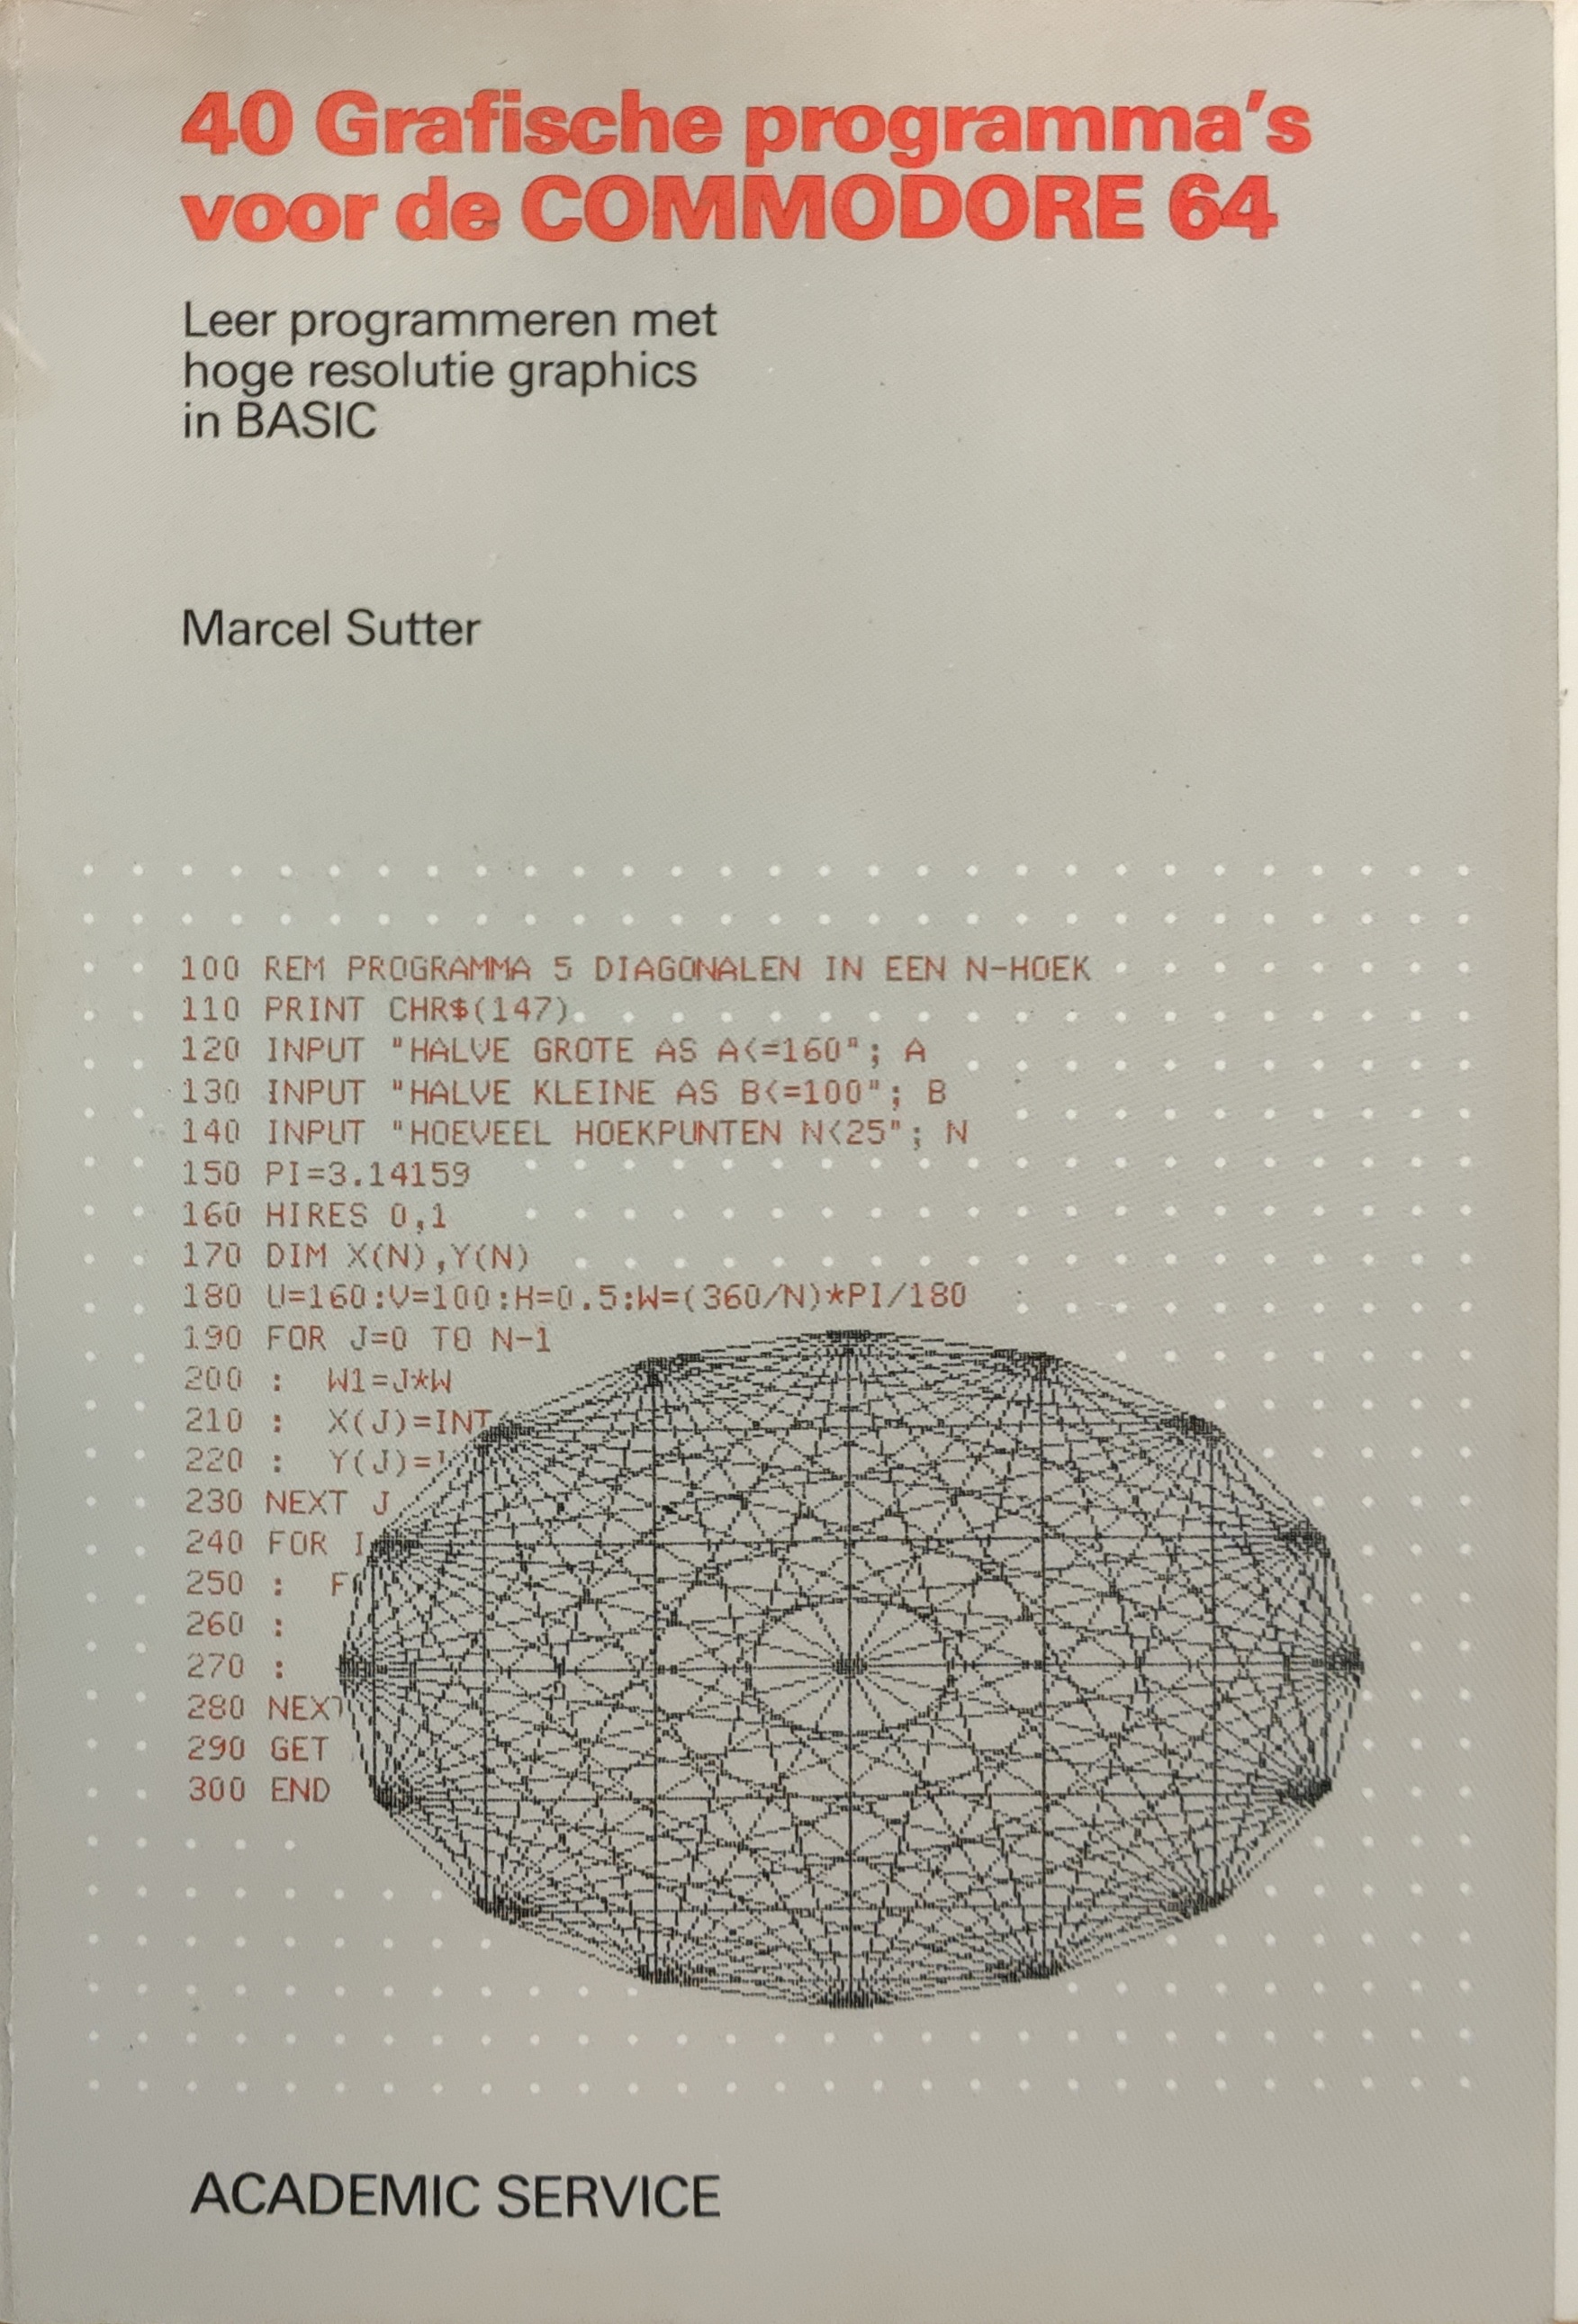 40 Grafische programma's
voor de COMMODORE 64
Leer programmeren met
hoge resolutie graphics
in BASIC
Marcel Sutter
100 REM PROGRAMMA 5 DIAGONALEN IN EEN N-HOEK
110 PRINT CHR$(147)
120 INPUT "HALVE GROTE AS A<=160"; A
130 INPUT "HALVE KLEINE AS B<=100"; B
140 INPUT "HOEVEEL HOEKPUNTEN N<25"; N
150 PI=3.14159
160 HIRES 0,1
170 DIM X(N),Y(N)
180 U=160:V=100:H=0.5:W=(360/N)*PI/180
190 FOR J=0 TO N-1
200 : W1=J*W
210 : X(J)=INT
220 : Y(J)=
230 NEXT J
240 FOR I
250 : F
260 :
270 :
280 NEXT
290 GET
300 END
ACADEMIC SERVICE